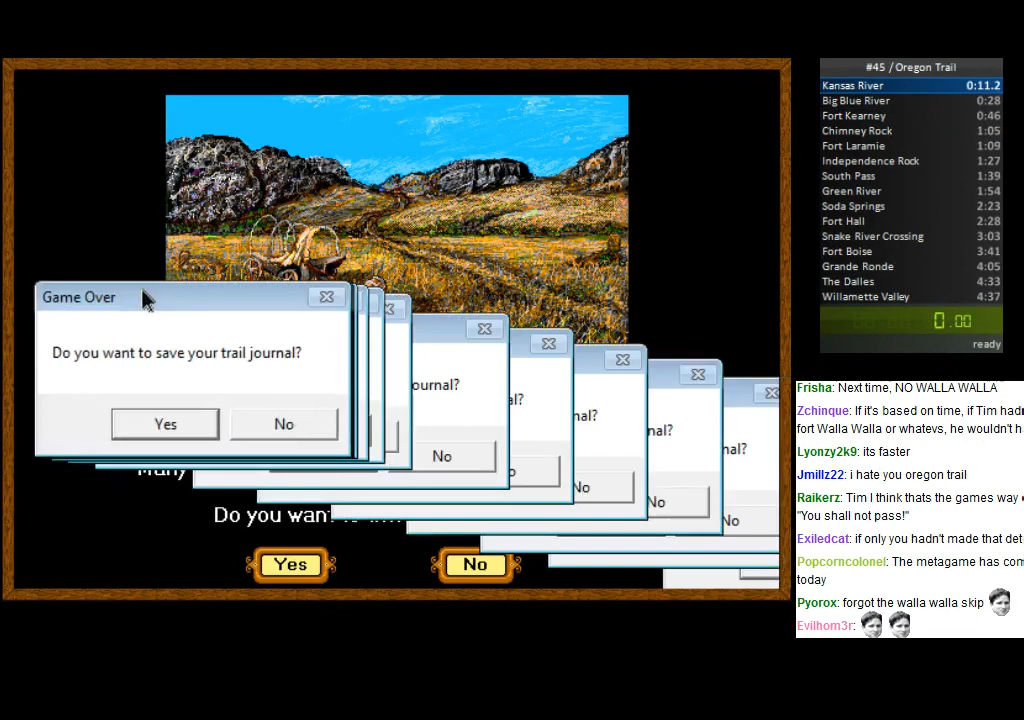 #45 / Oregon Trail
Kansas River 0:11.2
Big Blue River 0:28
Fort Kearney 0:46
Chimney Rock 1:05
Fort Laramie 1:09
Independence Rock 1:27
South Pass 1:39
Green River 1:54
Soda Springs 2:23
Fort Hall 2:28
Snake River Crossing 3:03
Fort Boise 3:41
Grande Ronde 4:05
The Dalles 4:33
Willamette Valley 4:37
0.00
ready
Game Over
Do you want to save your trail journal?
Yes No
ournal?
No
al?
o
nal?
No
nal?
No
nal?
No
Many
Do you want
Yes No
Frisha: Next time, NO WALLA WALLA
Zchinque: If it's based on time, if Tim had
fort Walla Walla or whatevs, he wouldn't h
Lyonzy2k9: its faster
Jmillz22: i hate you oregon trail
Raikerz: Tim I think thats the games way
"You shall not pass!"
Exiledcat: if only you hadn't made that det
Popcorncolonel: The metagame has com
today
Pyorox: forgot the walla walla skip
Evilhom3r: